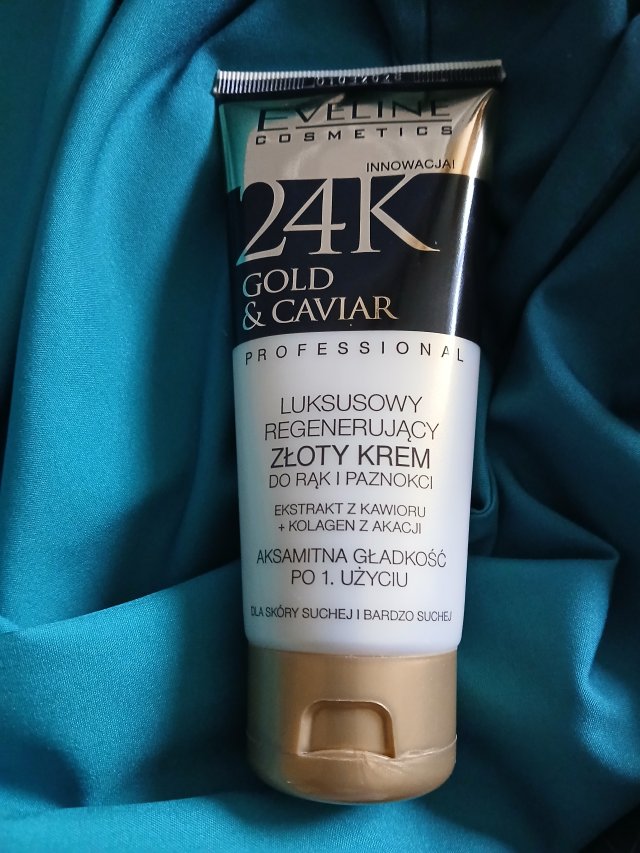 EVELINE
COSMETICS
INNOWACJA!
24K
GOLD
& CAVIAR
PROFESSIONAL
LUKSUSOWY
REGENERUJĄCY
ZŁOTY KREM
DO RĄK I PAZNOKCI
EKSTRAKT Z KAWIORU
+ KOLAGEN Z AKACJI
AKSAMITNA GŁADKOŚĆ
PO 1. UŻYCIU
DLA SKÓRY SUCHEJ I BARDZO SUCHEJ